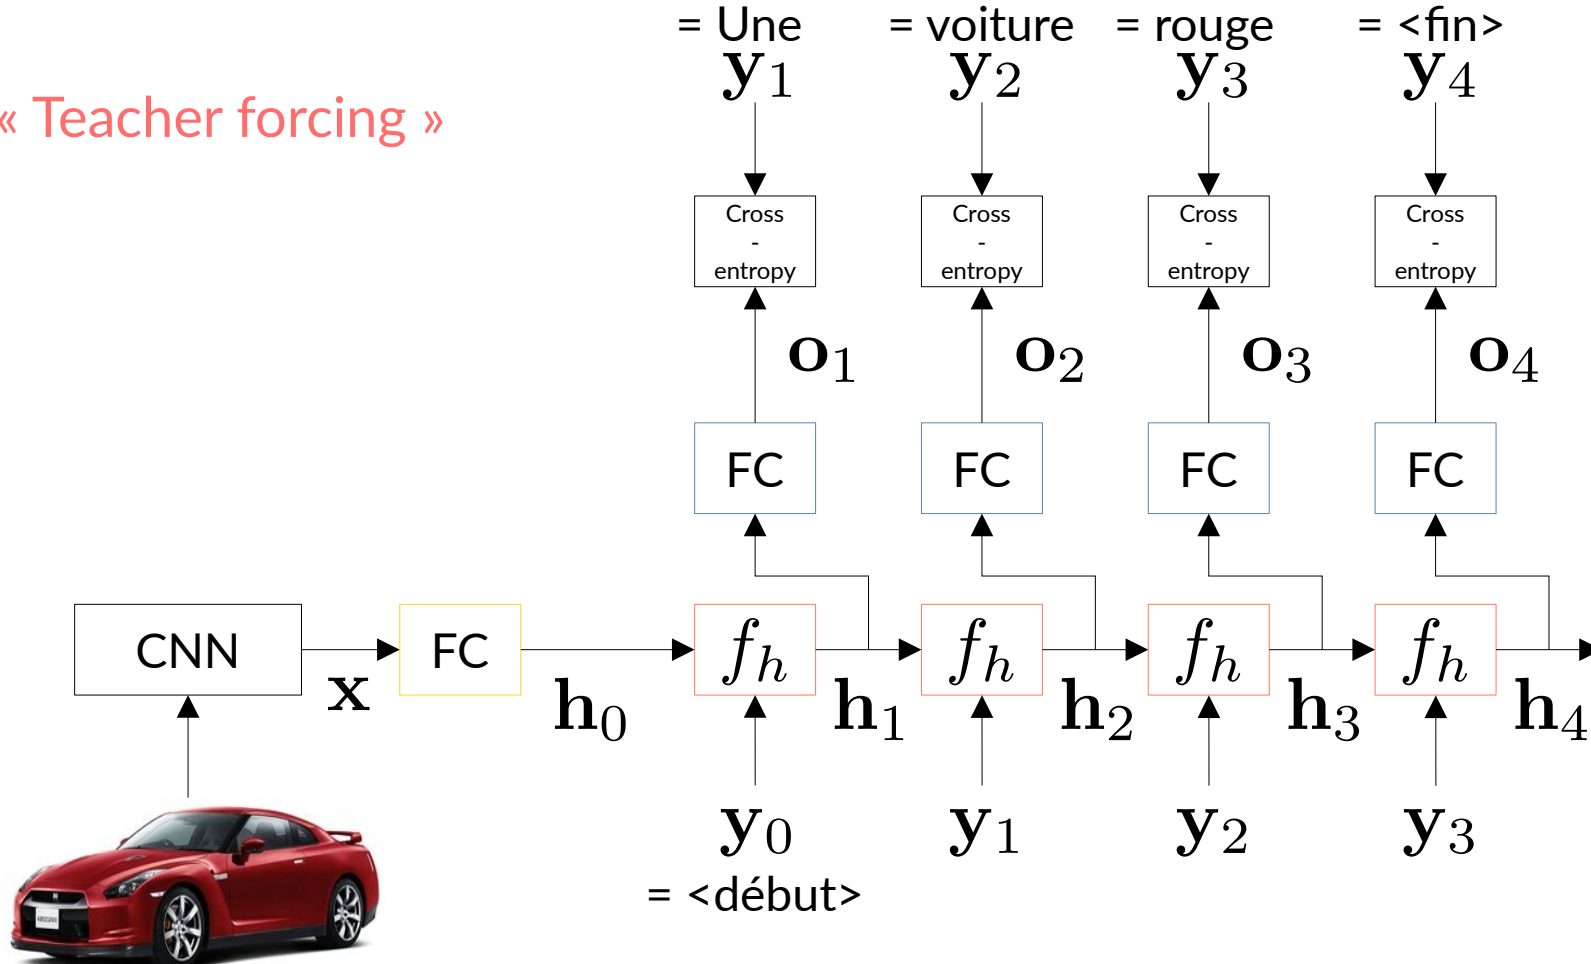 = Une = voiture = rouge = <fin>
y1 y2 y3 y4
« Teacher forcing »
Cross
-
entropy
Cross
-
entropy
Cross
-
entropy
Cross
-
entropy
o1 o2 o3 o4
FC FC FC FC
CNN FC fh fh fh fh
x h0 h1 h2 h3 h4
y0 y1 y2 y3
= <début>